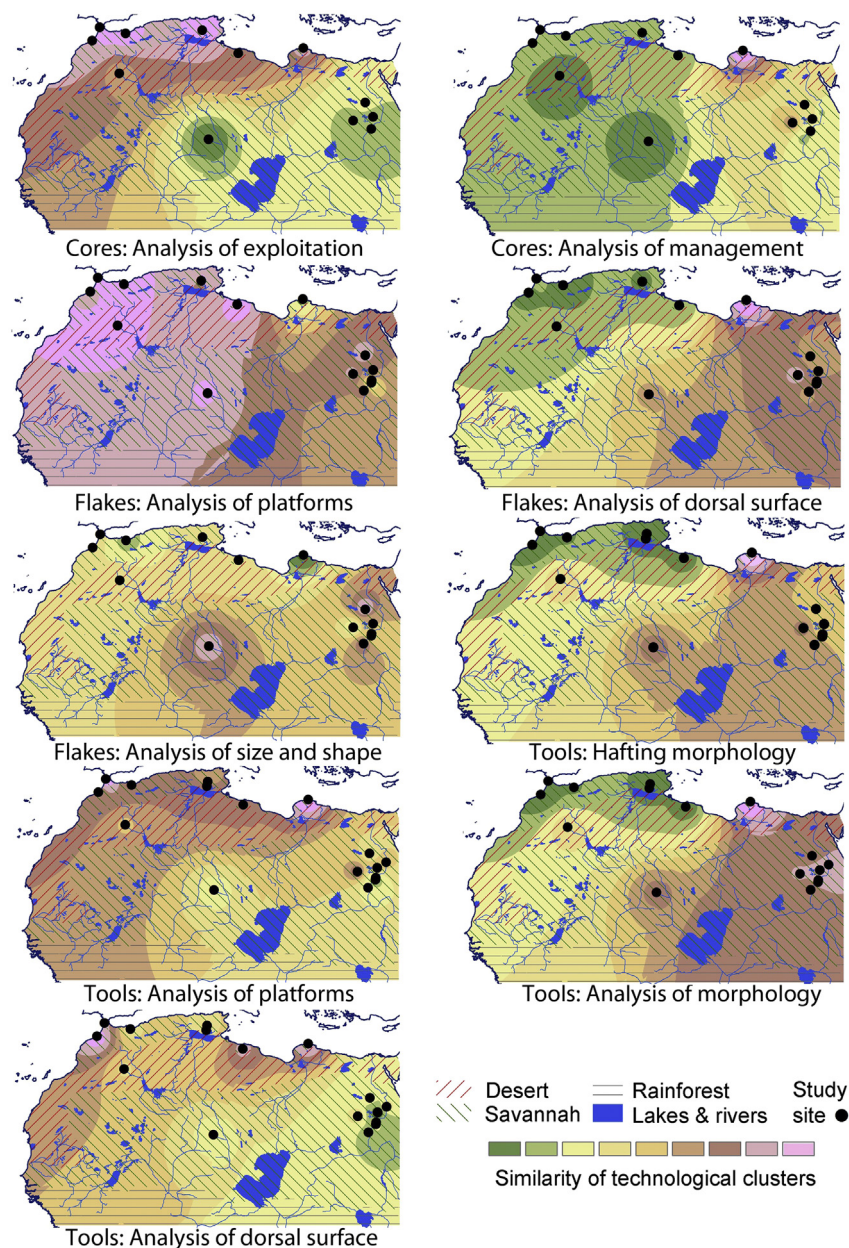 Cores: Analysis of exploitation
Cores: Analysis of management
Flakes: Analysis of platforms
Flakes: Analysis of dorsal surface
Flakes: Analysis of size and shape
Tools: Hafting morphology
Tools: Analysis of platforms
Tools: Analysis of morphology
Tools: Analysis of dorsal surface
Desert
Rainforest
Study
Savannah
Lakes & rivers
site
Similarity of technological clusters